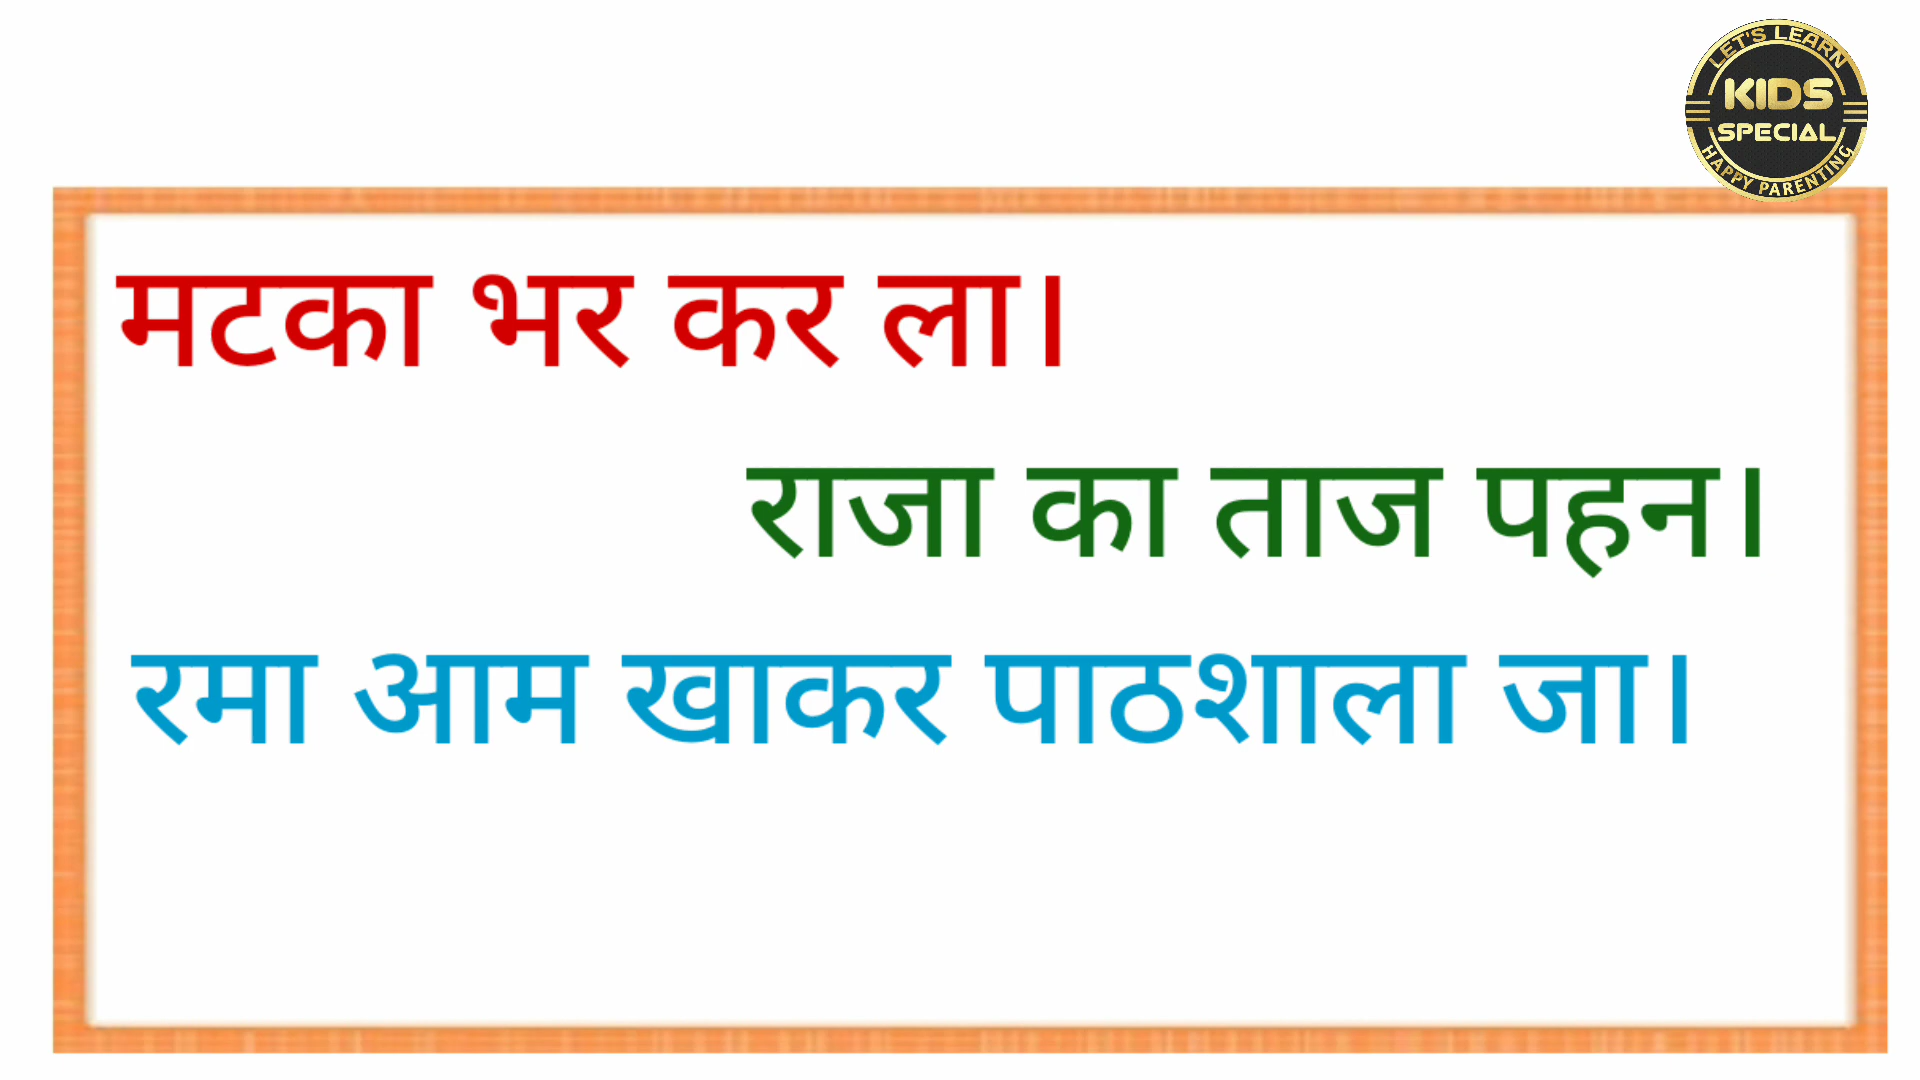 LET'S LEARN
KIDS
SPECIAL
HAPPY PARENTING
मटका भर कर ला।
राजा का ताज पहन।
रमा आम खाकर पाठशाला जा।